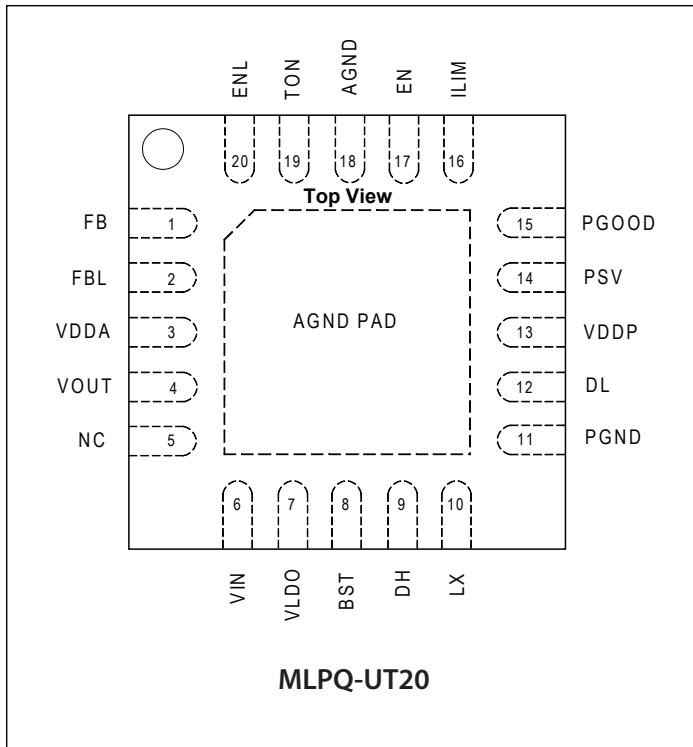 ENL TON AGND EN ILIM
20 19 18 17 16
Top View
FB 1 15 PGOOD
FBL 2 14 PSV
AGND PAD
VDDA 3 13 VDDP
VOUT 4 12 DL
NC 5 11 PGND
6 7 8 9 10
VIN VLDO BST DH LX
MLPQ-UT20